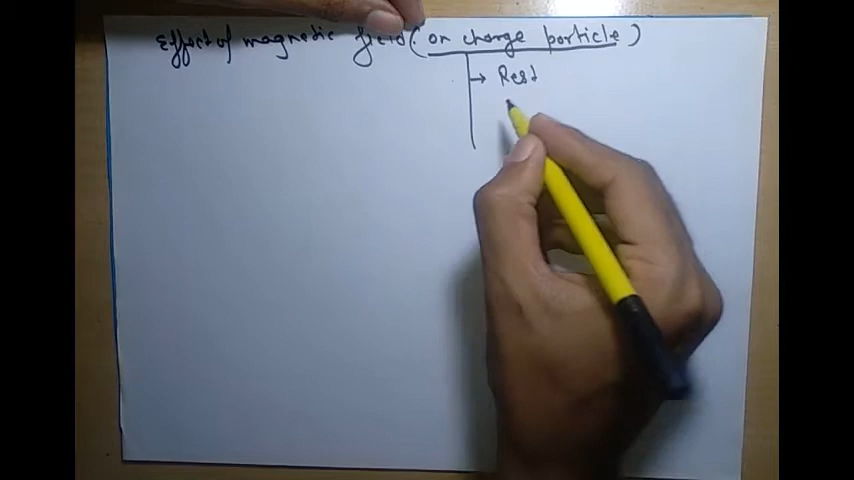 Effect of magnetic field (on charge particle)
→ Rest